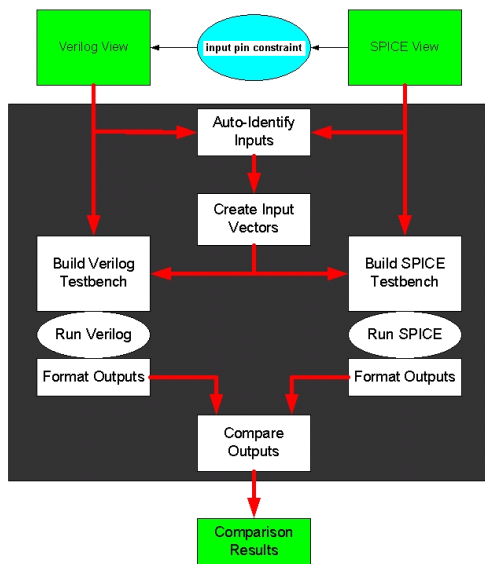 Verilog View
input pin constraint
SPICE View
Auto-Identify
Inputs
Create Input
Vectors
Build Verilog
Testbench
Build SPICE
Testbench
Run Verilog
Run SPICE
Format Outputs
Format Outputs
Compare
Outputs
Comparison
Results